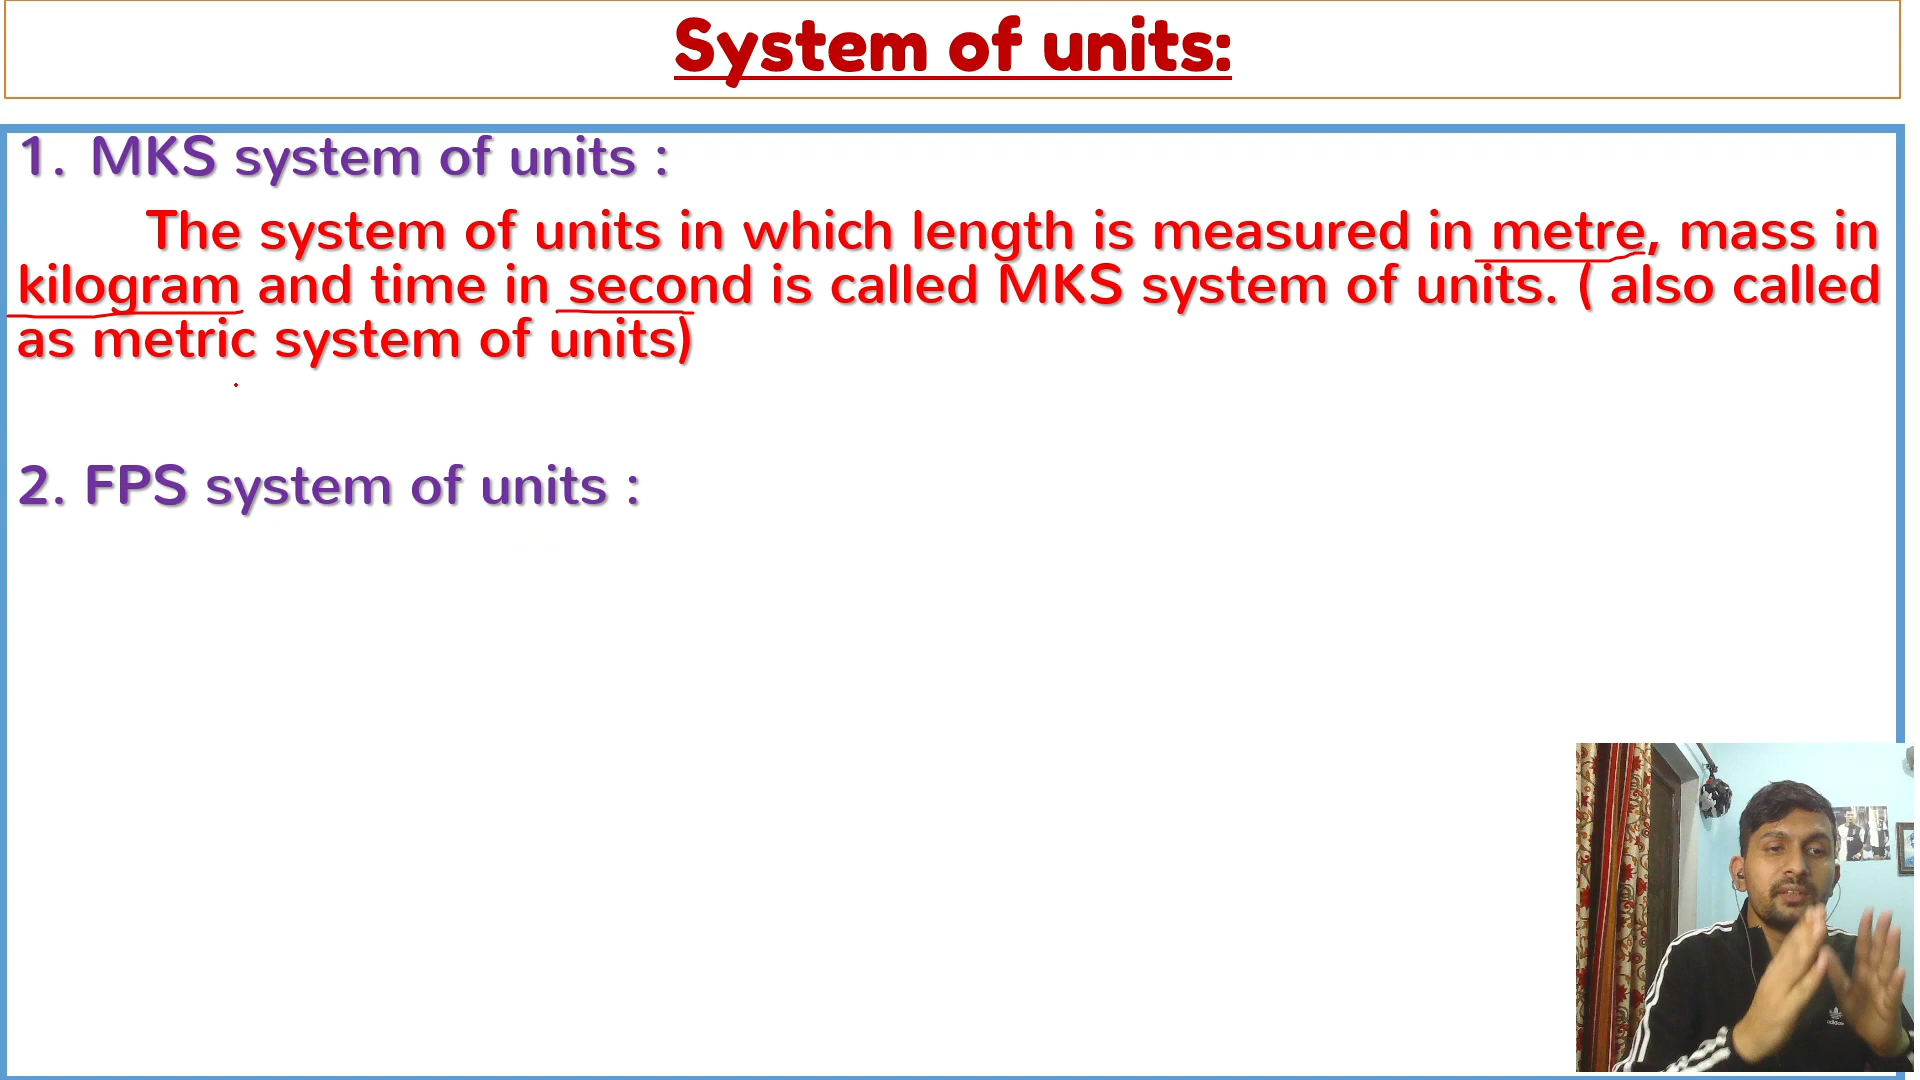 System of units:
1. MKS system of units :
The system of units in which length is measured in metre, mass in
kilogram and time in second is called MKS system of units. ( also called
as metric system of units)
2. FPS system of units :
adidas